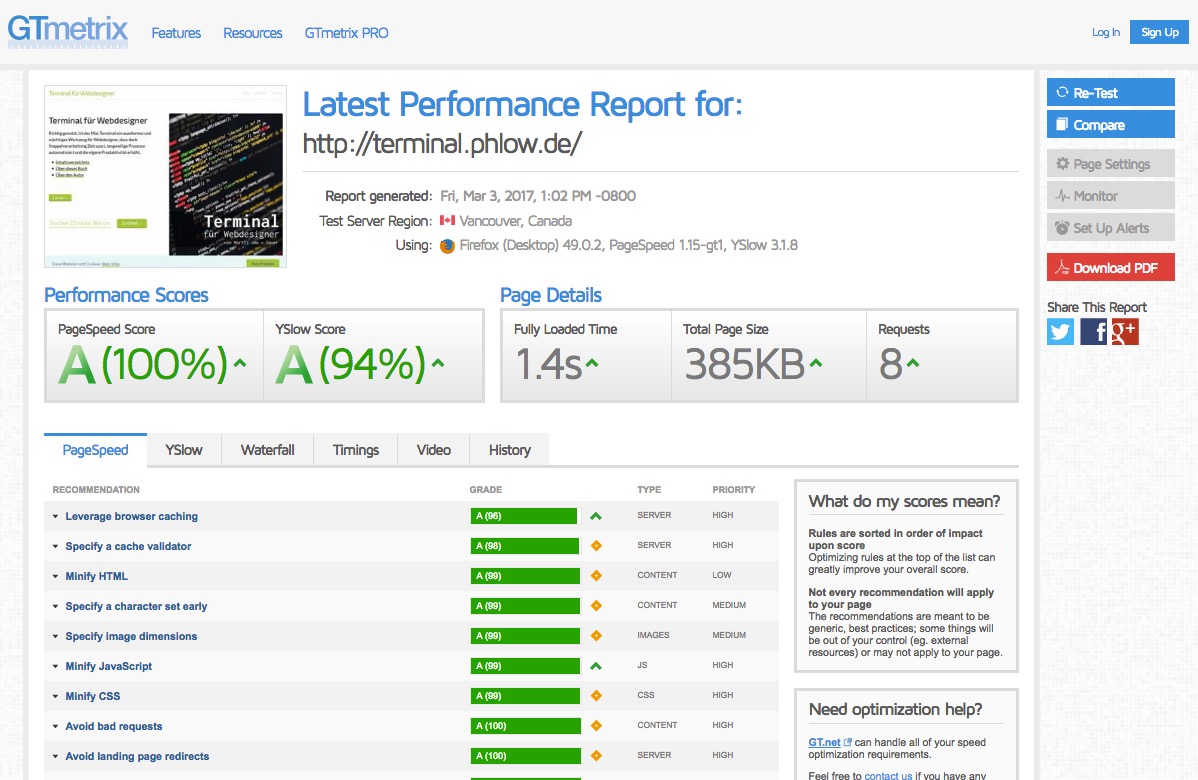 GTmetrix
Features
Resources
GTmetrix PRO
Log In
Sign Up
Terminal für Webdesigner
Terminal für Webdesigner
Inhaltsverzeichnis
Über dieses Buch
Über den Autor
Terminal
für Webdesigner
Latest Performance Report for:
http://terminal.phlow.de/
Report generated: Fri, Mar 3, 2017, 1:02 PM -0800
Test Server Region: Vancouver, Canada
Using: Firefox (Desktop) 49.0.2, PageSpeed 1.15-gt1, YSlow 3.1.8
Re-Test
Compare
Page Settings
Monitor
Set Up Alerts
Download PDF
Share This Report
Performance Scores
PageSpeed Score
A (100%)
YSlow Score
A (94%)
Page Details
Fully Loaded Time
1.4s
Total Page Size
385KB
Requests
8
PageSpeed
YSlow
Waterfall
Timings
Video
History
RECOMMENDATION GRADE TYPE PRIORITY
Leverage browser caching A (96) SERVER HIGH
Specify a cache validator A (98) SERVER HIGH
Minify HTML A (99) CONTENT LOW
Specify a character set early A (99) CONTENT MEDIUM
Specify image dimensions A (99) IMAGES MEDIUM
Minify JavaScript A (99) JS HIGH
Minify CSS A (99) CSS HIGH
Avoid bad requests A (100) CONTENT HIGH
Avoid landing page redirects A (100) SERVER HIGH
What do my scores mean?
Rules are sorted in order of impact
upon score
Optimizing rules at the top of the list can
greatly improve your overall score.
Not every recommendation will apply
to your page
The recommendations are meant to be
generic, best practices; some things will
be out of your control (eg. external
resources) or may not apply to your page.
Need optimization help?
GT.net can handle all of your speed
optimization requirements.
Feel free to contact us if you have any